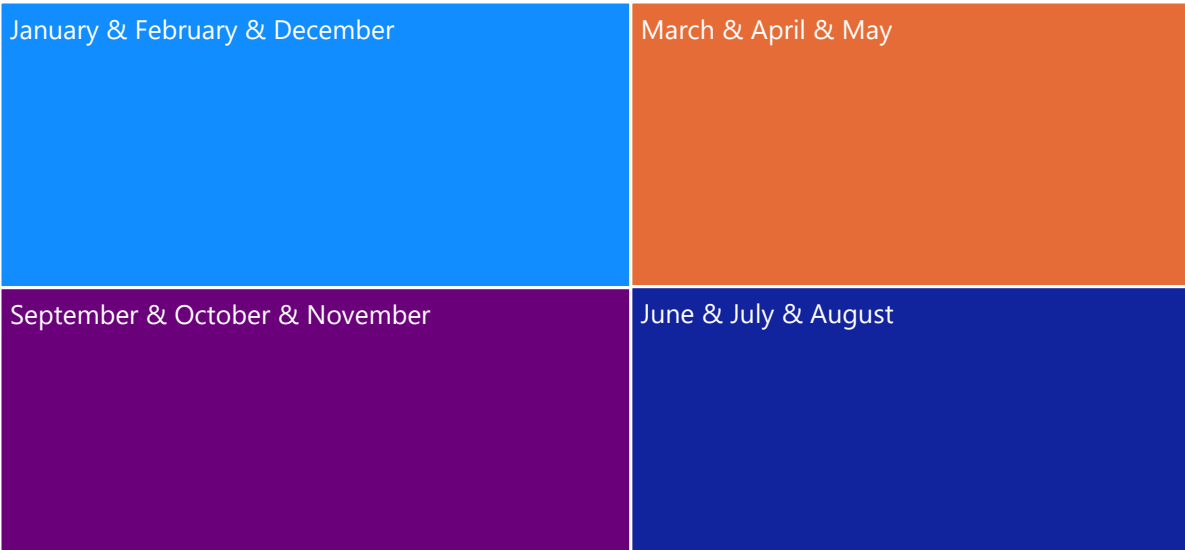 January & February & December
March & April & May
September & October & November
June & July & August